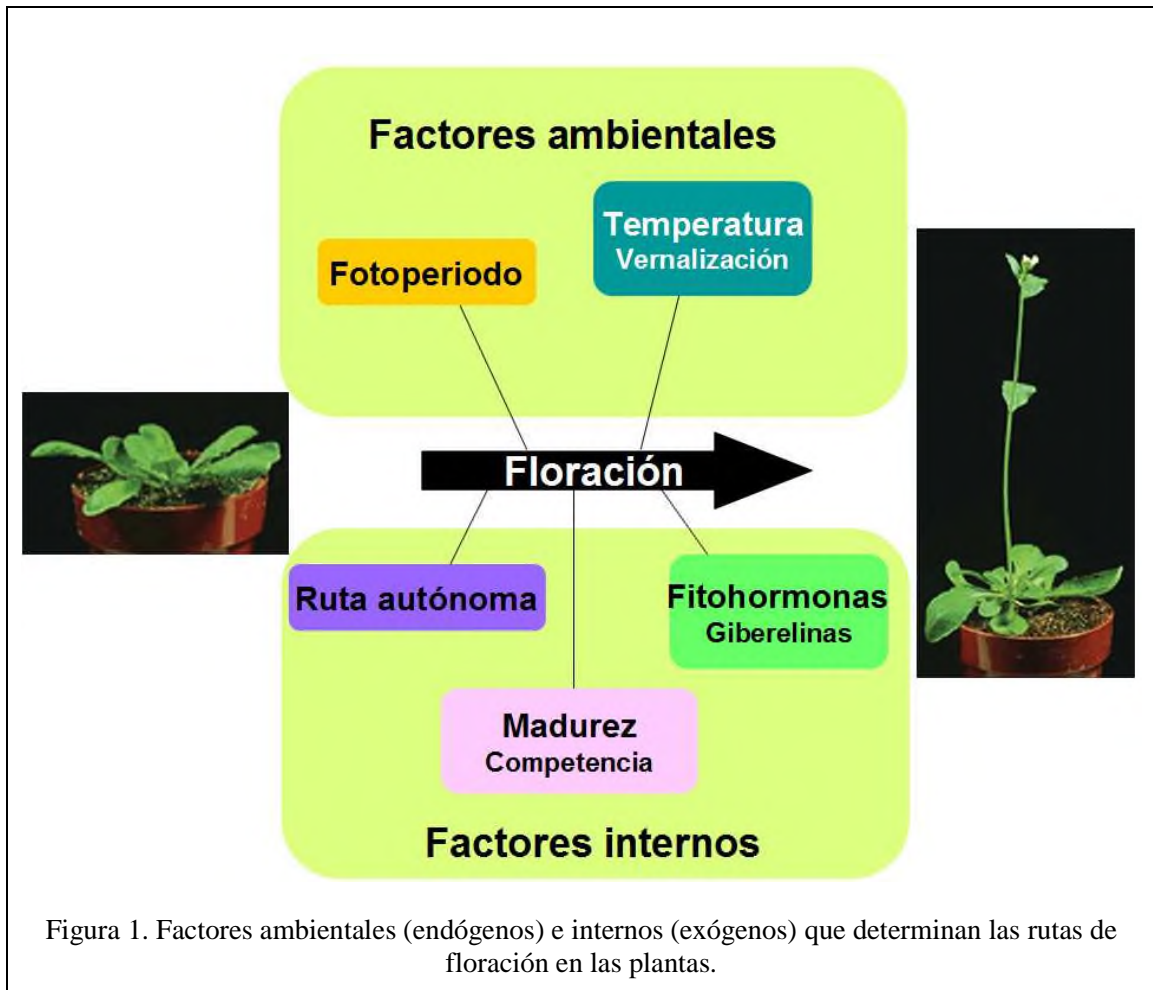 Factores ambientales
Temperatura
Vernalización
Fotoperiodo
Floración
Ruta autónoma
Fitohormonas
Giberelinas
Madurez
Competencia
Factores internos
Figura 1. Factores ambientales (endógenos) e internos (exógenos) que determinan las rutas de
floración en las plantas.